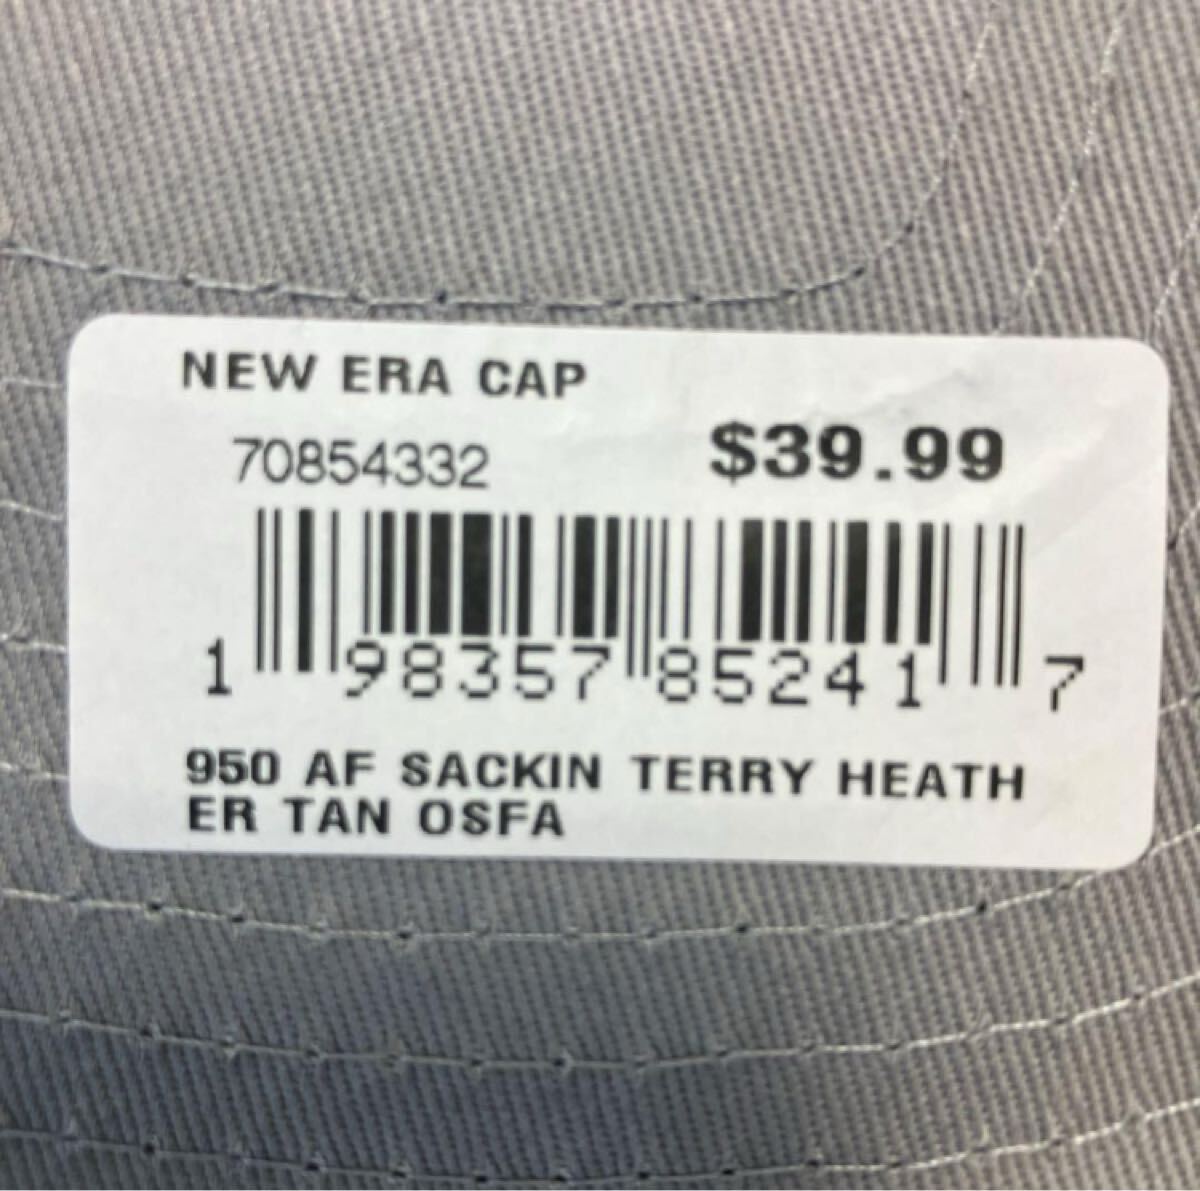 NEW ERA CAP
70854332 $39.99
1 98357 85241 7
950 AF SACKIN TERRY HEATH
ER TAN OSFA